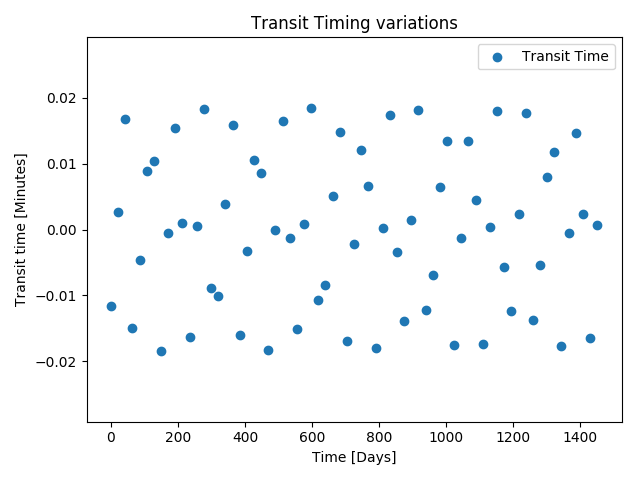 Transit Timing variations
Transit Time
0.02
0.01
0.00
−0.01
−0.02
Transit time [Minutes]
0 200 400 600 800 1000 1200 1400
Time [Days]